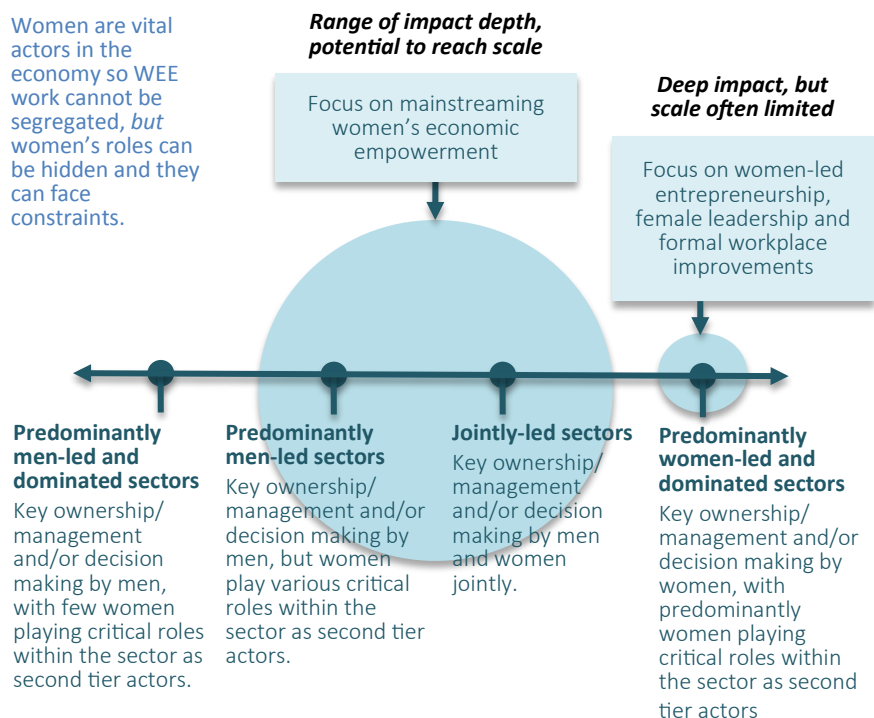 Women are vital
actors in the
economy so WEE
work cannot be
segregated, but
women's roles can
be hidden and they
can face
constraints.
Range of impact depth,
potential to reach scale
Focus on mainstreaming
women's economic
empowerment
Deep impact, but
scale often limited
Focus on women-led
entrepreneurship,
female leadership and
formal workplace
improvements
Predominantly
men-led and
dominated sectors
Key ownership/
management
and/or decision
making by men,
with few women
playing critical roles
within the sector as
second tier actors.
Predominantly
men-led sectors
Key ownership/
management and/or
decision making by
men, but women
play various critical
roles within the
sector as second tier
actors.
Jointly-led sectors
Key ownership/
management
and/or decision
making by men
and women
jointly.
Predominantly
women-led and
dominated sectors
Key ownership/
management and/or
decision making by
women, with
predominantly
women playing
critical roles within
the sector as second
tier actors